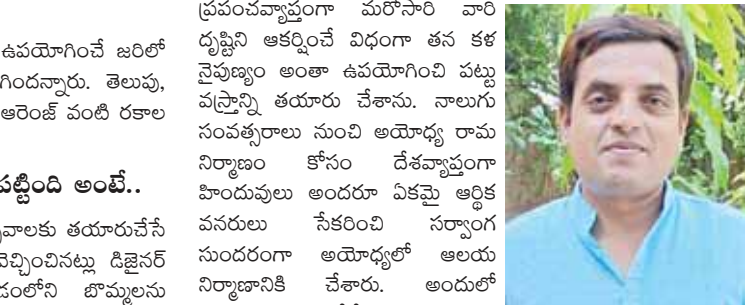 ఉపయోగించే జరిలో
గిందన్నారు. తెలుపు,
ఆరెంజ్ వంటి రకాల
పట్టింది అంటే..
వాలకు తయారుచేసే
వెచ్చించినట్లు డిజైనర్
డంలోని బొమ్మలను
ప్రపంచవ్యాప్తంగా మరోసారి వారి
దృష్టిని ఆకర్షించే విధంగా తన కళ
నైపుణ్యం అంతా ఉపయోగించి పట్టు
వస్త్రాన్ని తయారు చేశాను. నాలుగు
సంవత్సరాలు నుంచి అయోధ్య రామ
నిర్మాణం కోసం దేశవ్యాప్తంగా
హిందువులు అందరూ ఏకమై ఆర్థిక
వనరులు సేకరించి సర్వాంగ
సుందరంగా అయోధ్యలో ఆలయ
నిర్మాణానికి చేశారు. అందులో